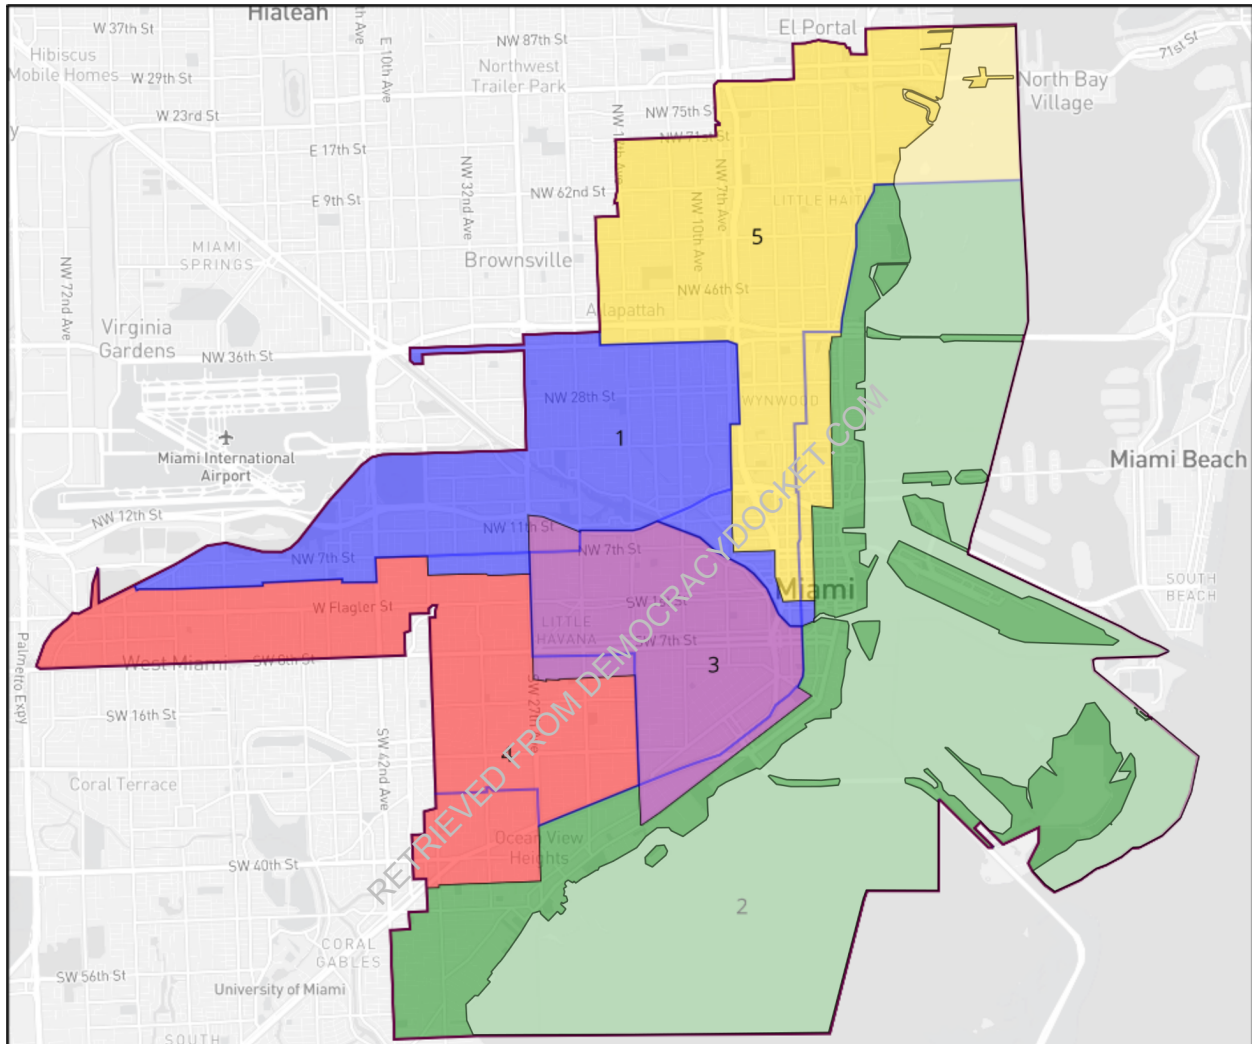 Hialeah
El Portal
W 37th St
E 10th Ave
NW 87th St
71st St
Hibiscus
Mobile Homes
W 29th St
Northwest
Trailer Park
North Bay
Village
W 23rd St
NW 75th S
NW 71st St
E 17th St
NW 32nd Ave
NW 7th Ave
NW 62nd St
E 9th St
NW 10th Ave
LITTLE HAITI
5
MIAMI
SPRINGS
Brownsville
NW 72nd Ave
NW 46th St
Allapattah
Virginia
Gardens
NW 36th St
NW 28th St
WYNWOOD
1
Miami International
Airport
Miami Beach
NW 12th St
NW 11th St
NW 7th St
NW 7th St
Miami
SOUTH
BEACH
W Flagler St
SW 1st St
LITTLE
HAVANA
SW 7th St
West Miami
SW 8th St
3
Palmetto Expy
SW 16th St
SW 27th Ave
SW 42nd Ave
4
Coral Terrace
Ocean View
Heights
SW 40th St
2
CORAL
GABLES
SW 56th St
University of Miami
SOUTH
RETRIEVED FROM DEMOCRACYDOCKET.COM